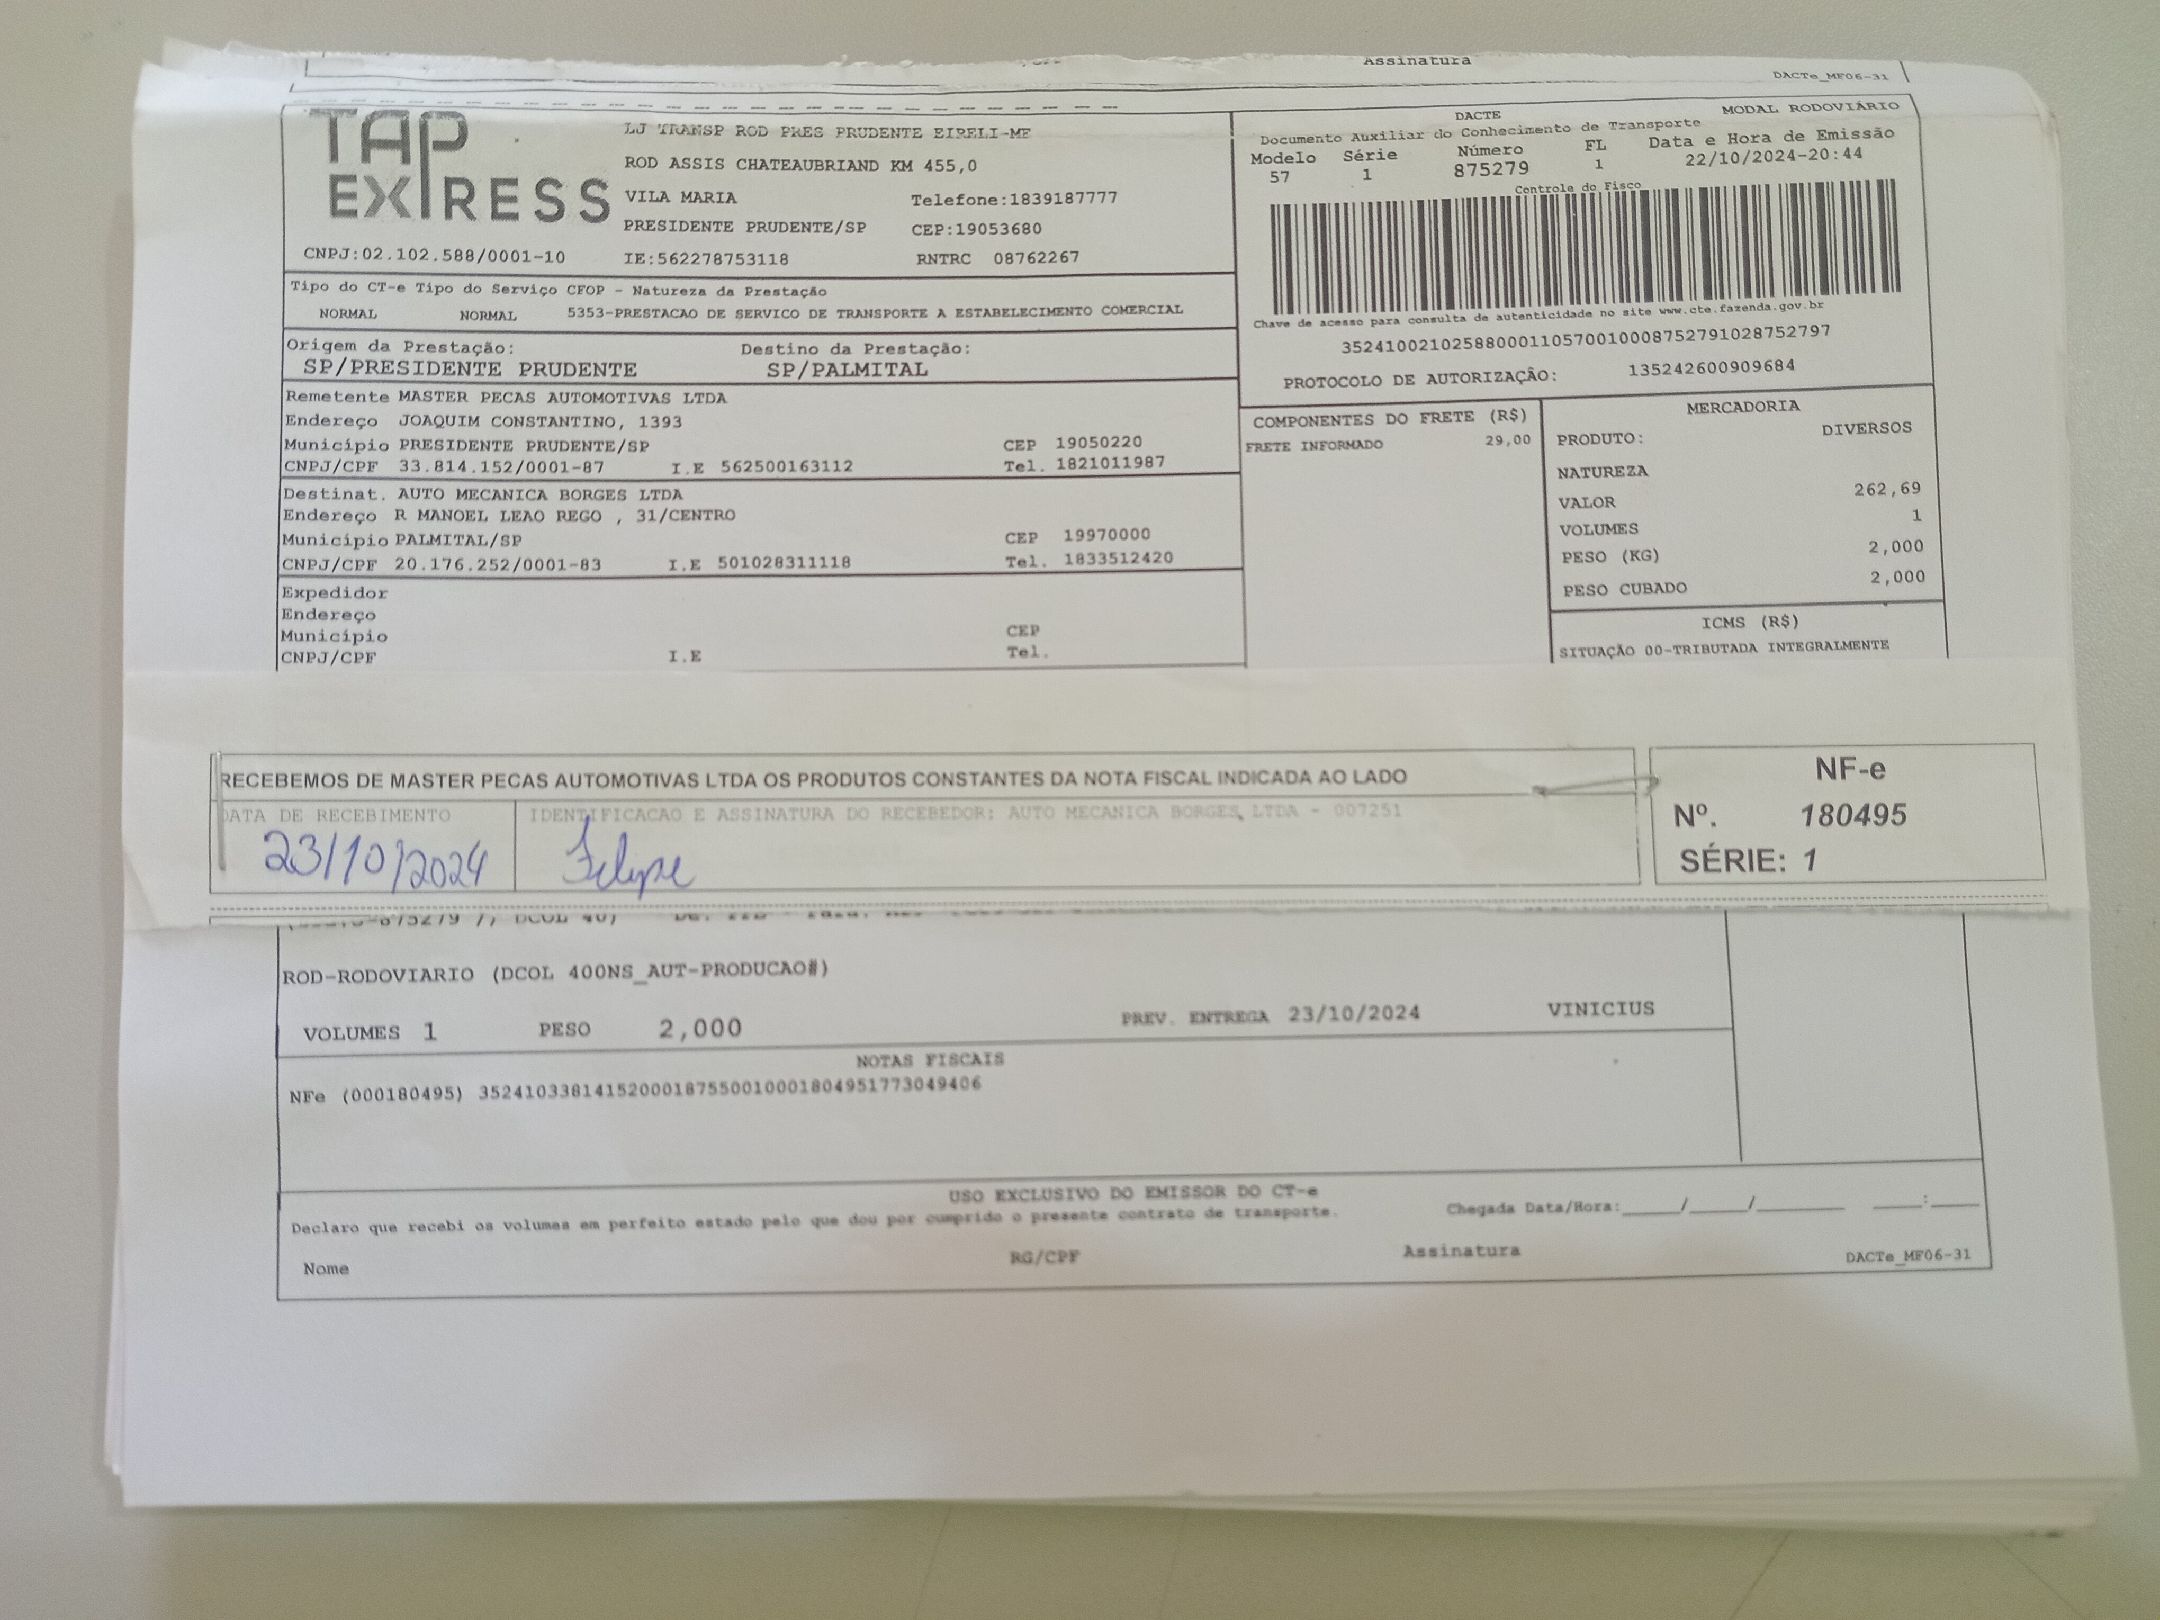 Assinatura
DACTe_MF06-31
TAP EXPRESS
LJ TRANSP ROD PRES PRUDENTE EIRELI-ME
ROD ASSIS CHATEAUBRIAND KM 455,0
VILA MARIA Telefone:1839187777
PRESIDENTE PRUDENTE/SP CEP:19053680
CNPJ:02.102.588/0001-10 IE:562278753118 RNTRC 08762267
DACTE MODAL RODOVIÁRIO
Documento Auxiliar do Conhecimento de Transporte
Modelo Série Número FL Data e Hora de Emissão
57 1 875279 1 22/10/2024-20:44
Controle do Fisco
Chave de acesso para consulta de autenticidade no site www.cte.fazenda.gov.br
35241002102588000110570010008752791028752797
PROTOCOLO DE AUTORIZAÇÃO: 135242600909684
Tipo do CT-e Tipo do Serviço CFOP - Natureza da Prestação
NORMAL NORMAL 5353-PRESTACAO DE SERVICO DE TRANSPORTE A ESTABELECIMENTO COMERCIAL
Origem da Prestação: Destino da Prestação:
SP/PRESIDENTE PRUDENTE SP/PALMITAL
Remetente MASTER PECAS AUTOMOTIVAS LTDA
Endereço JOAQUIM CONSTANTINO, 1393
Município PRESIDENTE PRUDENTE/SP CEP 19050220
CNPJ/CPF 33.814.152/0001-87 I.E 562500163112 Tel. 1821011987
Destinat. AUTO MECANICA BORGES LTDA
Endereço R MANOEL LEAO REGO , 31/CENTRO
Município PALMITAL/SP CEP 19970000
CNPJ/CPF 20.176.252/0001-83 I.E 501028311118 Tel. 1833512420
Expedidor
Endereço
Município CEP
CNPJ/CPF I.E Tel.
COMPONENTES DO FRETE (R$)
FRETE INFORMADO 29,00
MERCADORIA
PRODUTO: DIVERSOS
NATUREZA
VALOR 262,69
VOLUMES 1
PESO (KG) 2,000
PESO CUBADO 2,000
ICMS (R$)
SITUAÇÃO 00-TRIBUTADA INTEGRALMENTE
RECEBEMOS DE MASTER PECAS AUTOMOTIVAS LTDA OS PRODUTOS CONSTANTES DA NOTA FISCAL INDICADA AO LADO
DATA DE RECEBIMENTO IDENTIFICACAO E ASSINATURA DO RECEBEDOR: AUTO MECANICA BORGES LTDA - 007251
23/10/2024 Felipe
NF-e
Nº. 180495
SÉRIE: 1
ROD-RODOVIARIO (DCOL 400NS_AUT-PRODUCAO#)
VOLUMES 1 PESO 2,000 PREV. ENTREGA 23/10/2024 VINICIUS
NOTAS FISCAIS
NFe (000180495) 35241033814152000187550010001804951773049406
USO EXCLUSIVO DO EMISSOR DO CT-e
Declaro que recebi os volumes em perfeito estado pelo que dou por cumprido o presente contrato de transporte. Chegada Data/Hora:_____/_____/________ ____:____
Nome RG/CPF Assinatura DACTe_MF06-31